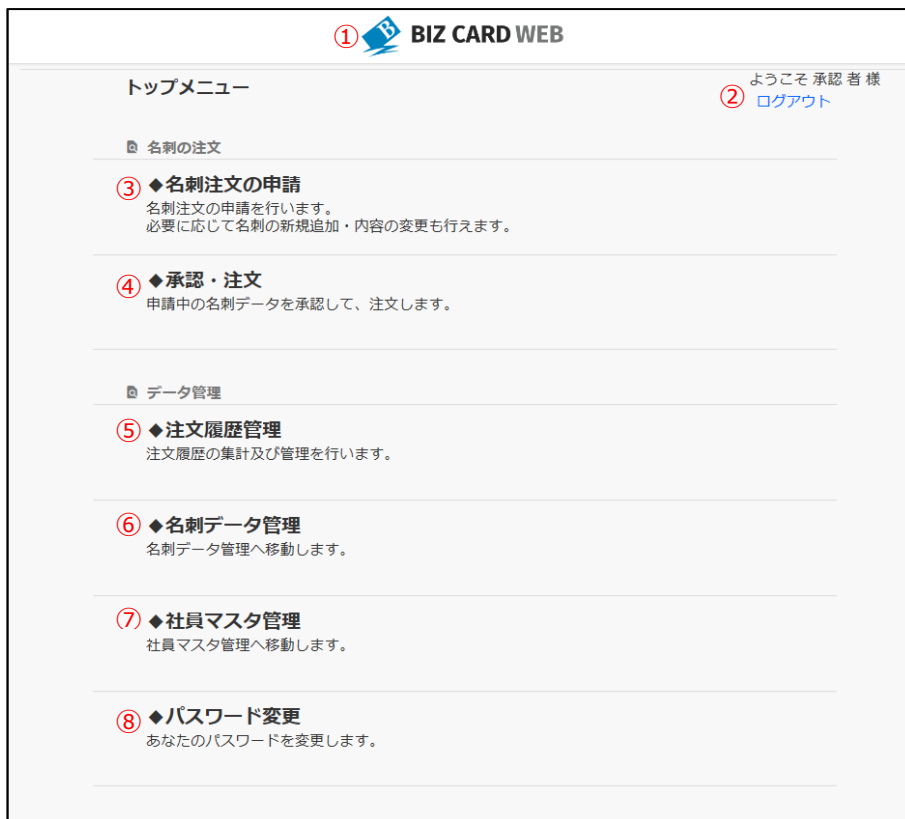 ① BIZ CARD WEB
トップメニュー
ようこそ 承認 者 様
② ログアウト
名刺の注文
③ ◆名刺注文の申請
名刺注文の申請を行います。
必要に応じて名刺の新規追加・内容の変更も行えます。
④ ◆承認・注文
申請中の名刺データを承認して、注文します。
データ管理
⑤ ◆注文履歴管理
注文履歴の集計及び管理を行います。
⑥ ◆名刺データ管理
名刺データ管理へ移動します。
⑦ ◆社員マスタ管理
社員マスタ管理へ移動します。
⑧ ◆パスワード変更
あなたのパスワードを変更します。